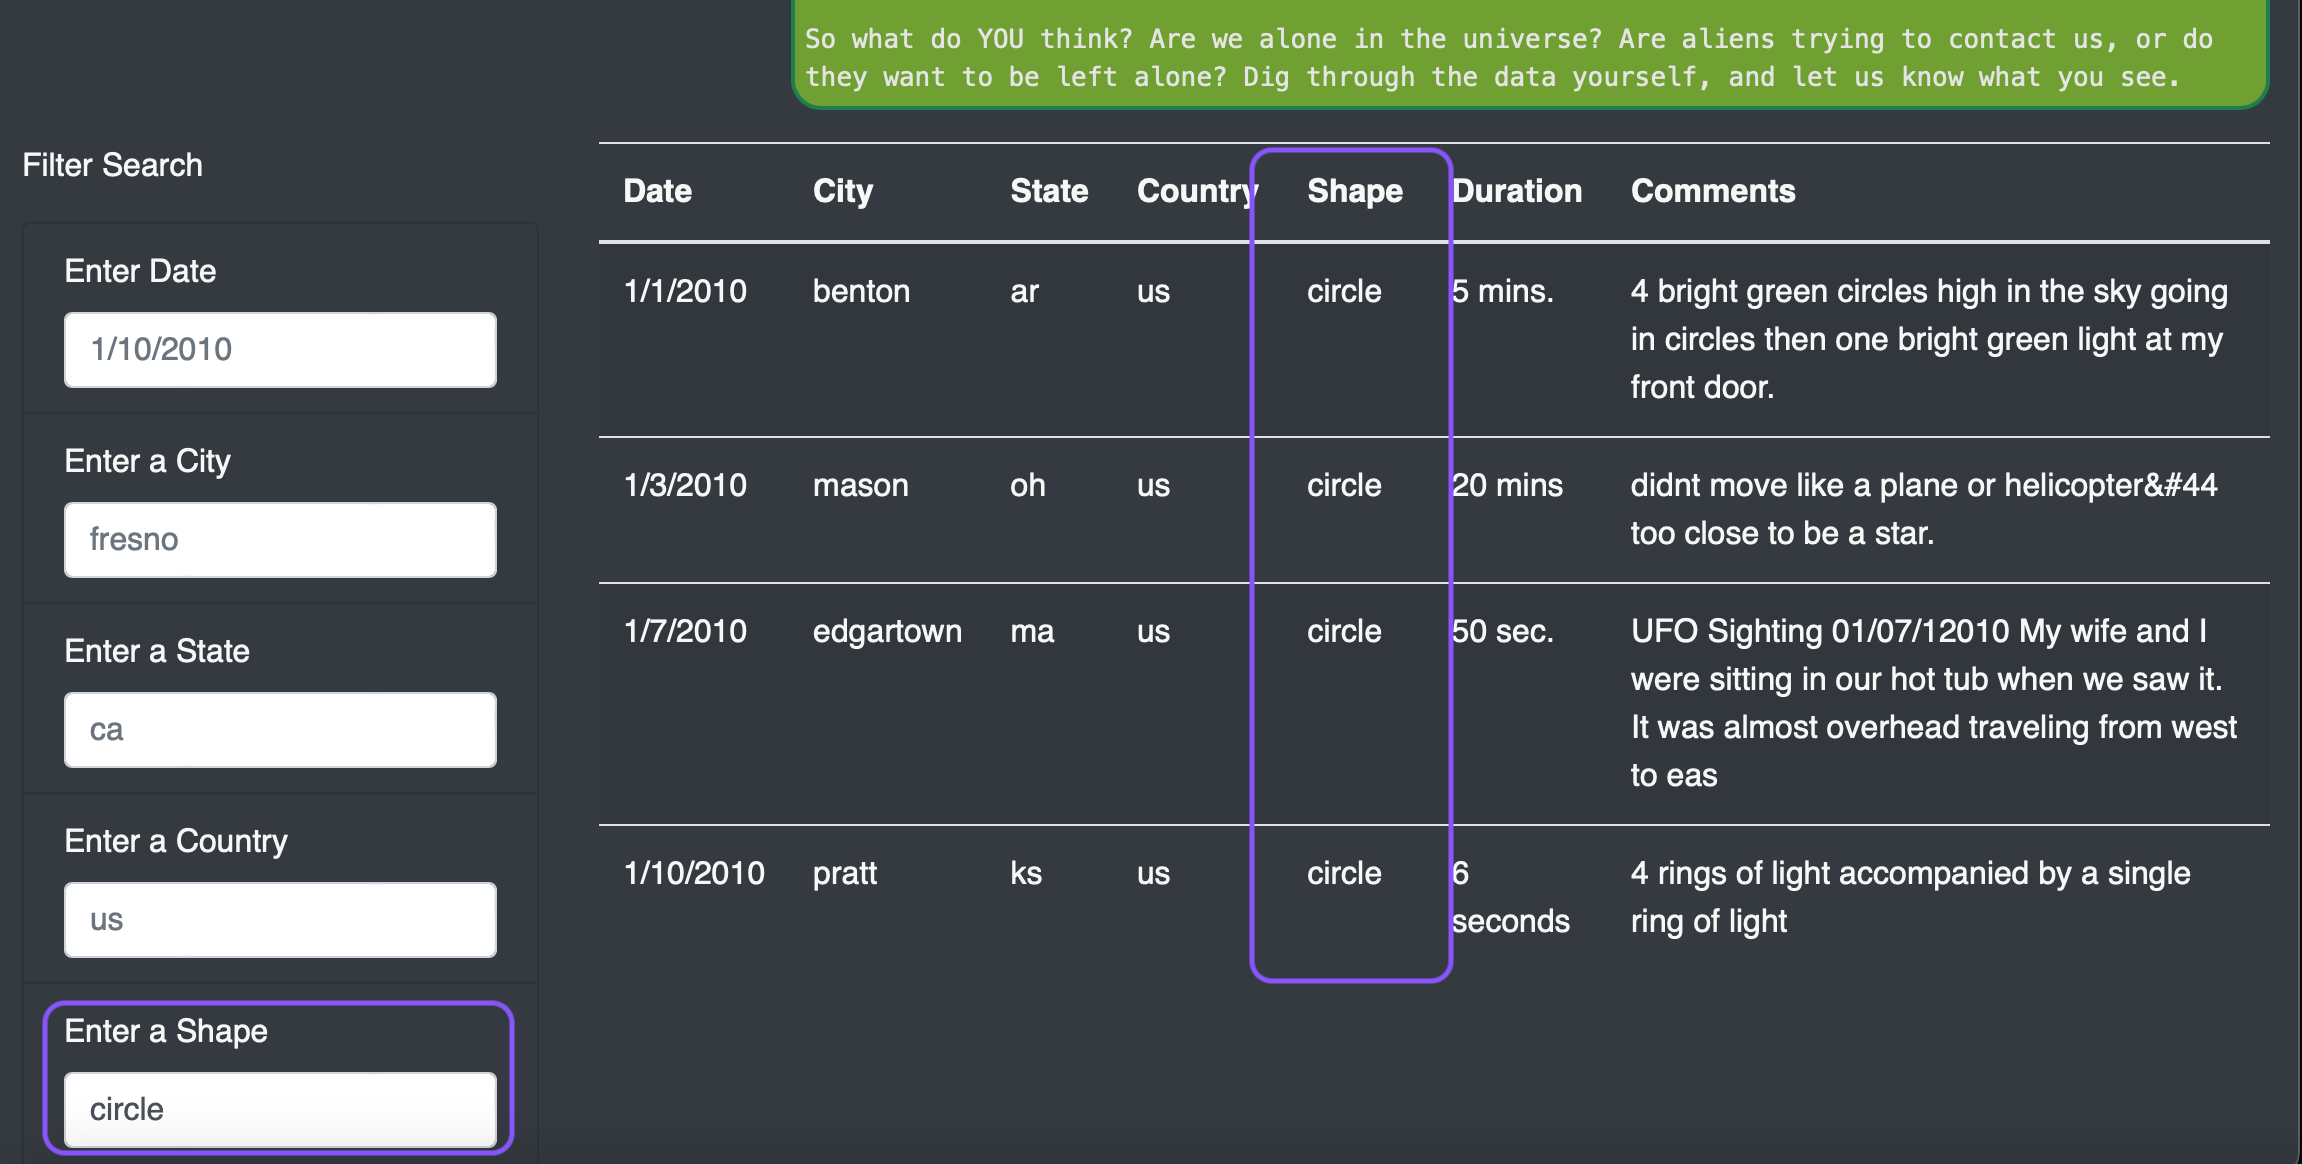 So what do YOU think? Are we alone in the universe? Are aliens trying to contact us, or do
they want to be left alone? Dig through the data yourself, and let us know what you see.
Filter Search
Enter Date
1/10/2010
Enter a City
fresno
Enter a State
ca
Enter a Country
us
Enter a Shape
circle
Date City State Country Shape Duration Comments
1/1/2010 benton ar us circle 5 mins. 4 bright green circles high in the sky going
in circles then one bright green light at my
front door.
1/3/2010 mason oh us circle 20 mins didnt move like a plane or helicopter&#44
too close to be a star.
1/7/2010 edgartown ma us circle 50 sec. UFO Sighting 01/07/12010 My wife and I
were sitting in our hot tub when we saw it.
It was almost overhead traveling from west
to eas
1/10/2010 pratt ks us circle 6 4 rings of light accompanied by a single
seconds ring of light